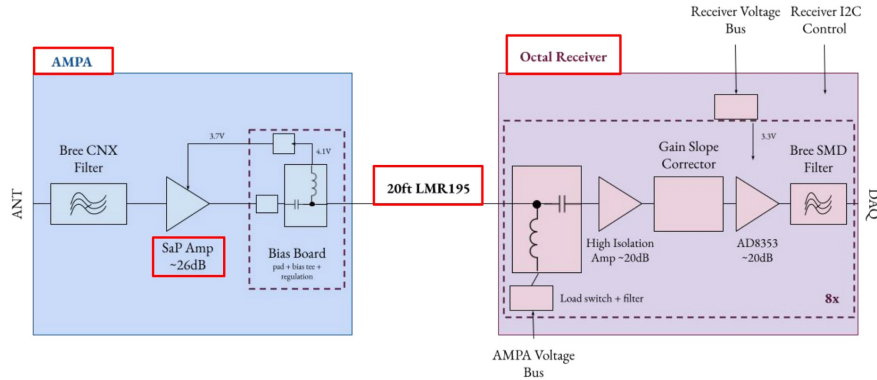 AMPA
Bree CNX
Filter
ANT
3.7V
4.1V
SaP Amp
~26dB
Bias Board
pad + bias tee +
regulation
20ft LMR195
Receiver Voltage
Bus
Receiver I2C
Control
Octal Receiver
3.3V
Gain Slope
Corrector
Bree SMD
Filter
High Isolation
Amp ~20dB
AD8353
~20dB
DAQ
Load switch + filter
8x
AMPA Voltage
Bus